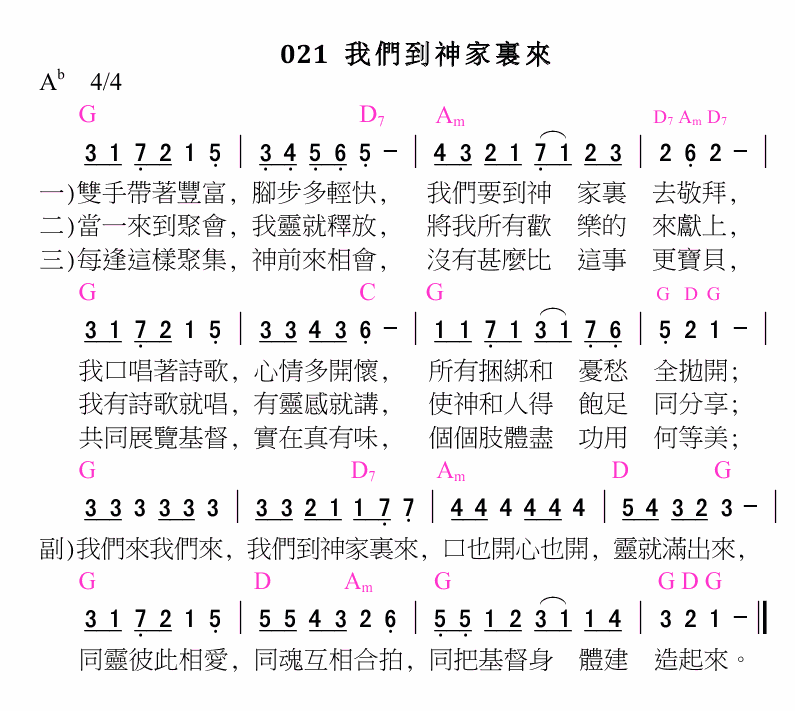 021 我們到神家裏來
Ab 4/4
G D7 Am D7 Am D7
3 1 7 2 1 5 | 3 4 5 6 5 - | 4 3 2 1 7 1 2 3 | 2 6 2 - |
一)雙手帶著豐富, 腳步多輕快, 我們要到神 家裏 去敬拜,
二)當一來到聚會, 我靈就釋放, 將我所有歡 樂的 來獻上,
三)每逢這樣聚集, 神前來相會, 沒有甚麼比 這事 更寶貝,
G C G G D G
3 1 7 2 1 5 | 3 3 4 3 6 - | 1 1 7 1 3 1 7 6 | 5 2 1 - |
我口唱著詩歌, 心情多開懷, 所有捆綁和 憂愁 全拋開;
我有詩歌就唱, 有靈感就講, 使神和人得 飽足 同分享;
共同展覽基督, 實在真有味, 個個肢體盡 功用 何等美;
G D7 Am D G
3 3 3 3 3 3 | 3 3 2 1 1 7 7 | 4 4 4 4 4 4 | 5 4 3 2 3 - |
副)我們來我們來, 我們到神家裏來, 口也開心也開, 靈就滿出來,
G D Am G G D G
3 1 7 2 1 5 | 5 5 4 3 2 6 | 5 5 1 2 3 1 1 4 | 3 2 1 - ‖
同靈彼此相愛, 同魂互相合拍, 同把基督身 體建 造起來。